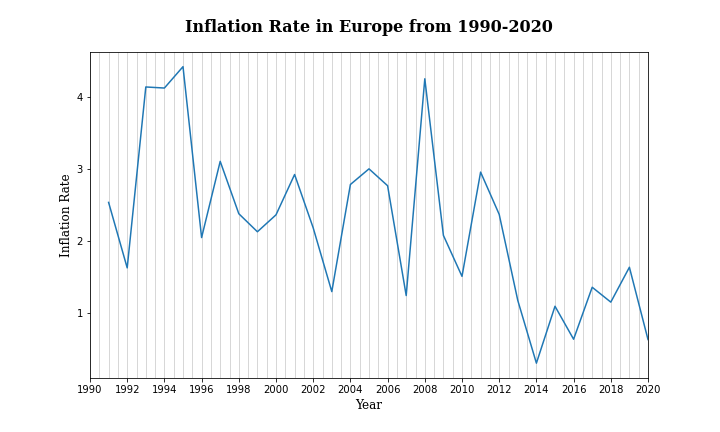 Inflation Rate in Europe from 1990-2020
4
3
2
1
Inflation Rate
1990 1992 1994 1996 1998 2000 2002 2004 2006 2008 2010 2012 2014 2016 2018 2020
Year